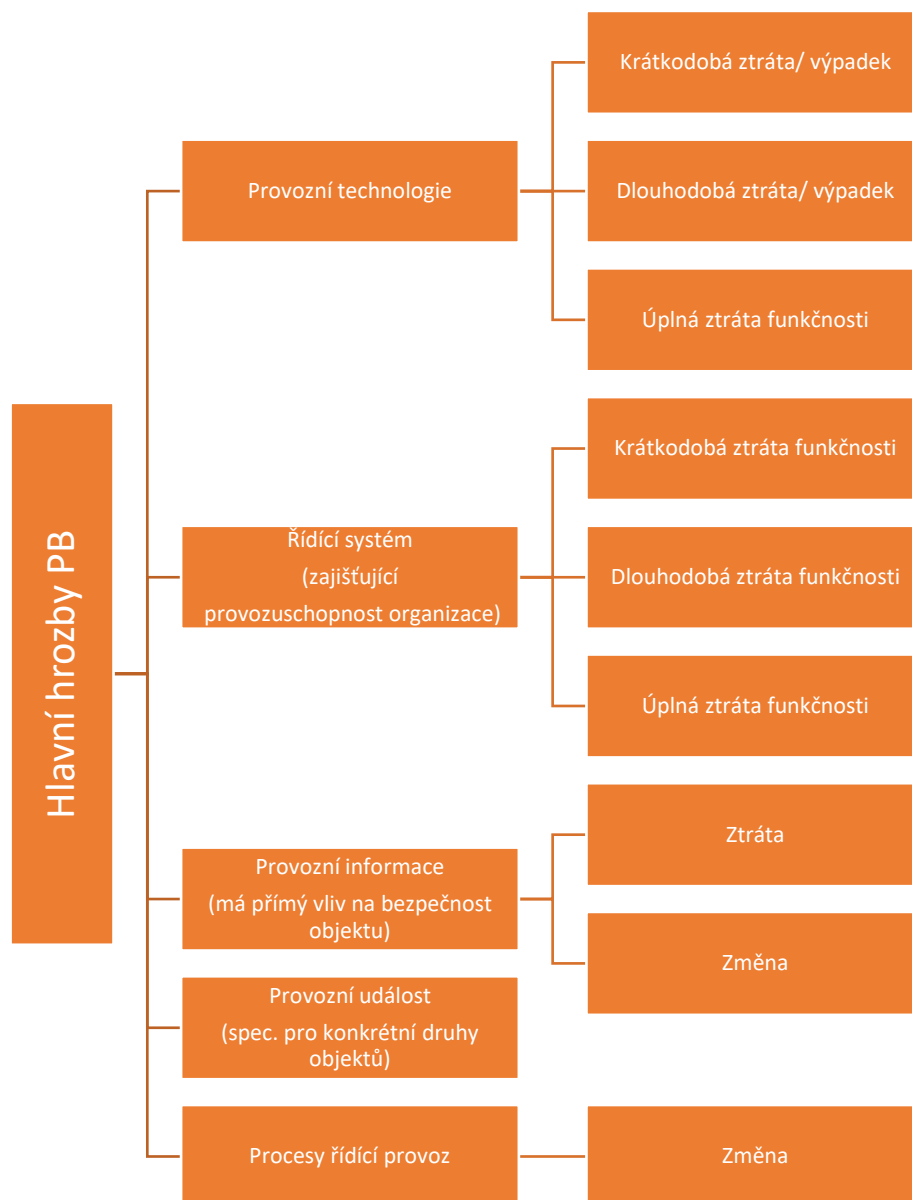 Hlavní hrozby PB
Provozní technologie
Krátkodobá ztráta/ výpadek
Dlouhodobá ztráta/ výpadek
Úplná ztráta funkčnosti
Řídící systém
(zajišťující
provozuschopnost organizace)
Krátkodobá ztráta funkčnosti
Dlouhodobá ztráta funkčnosti
Úplná ztráta funkčnosti
Provozní informace
(má přímý vliv na bezpečnost
objektu)
Ztráta
Změna
Provozní událost
(spec. pro konkrétní druhy
objektů)
Procesy řídící provoz
Změna